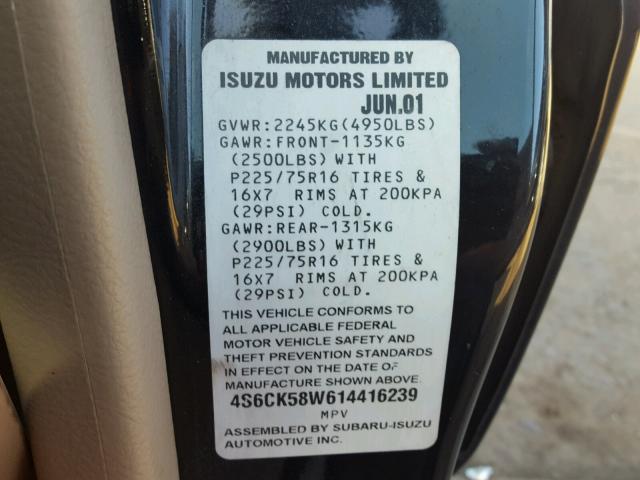 MANUFACTURED BY
ISUZU MOTORS LIMITED
JUN.01
GVWR:2245KG(4950LBS)
GAWR:FRONT-1135KG
(2500LBS) WITH
P225/75R16 TIRES &
16X7 RIMS AT 200KPA
(29PSI) COLD.
GAWR:REAR-1315KG
(2900LBS) WITH
P225/75R16 TIRES &
16X7 RIMS AT 200KPA
(29PSI) COLD.
THIS VEHICLE CONFORMS TO
ALL APPLICABLE FEDERAL
MOTOR VEHICLE SAFETY AND
THEFT PREVENTION STANDARDS
IN EFFECT ON THE DATE OF
MANUFACTURE SHOWN ABOVE.
4S6CK58W614416239
MPV
ASSEMBLED BY SUBARU-ISUZU
AUTOMOTIVE INC.